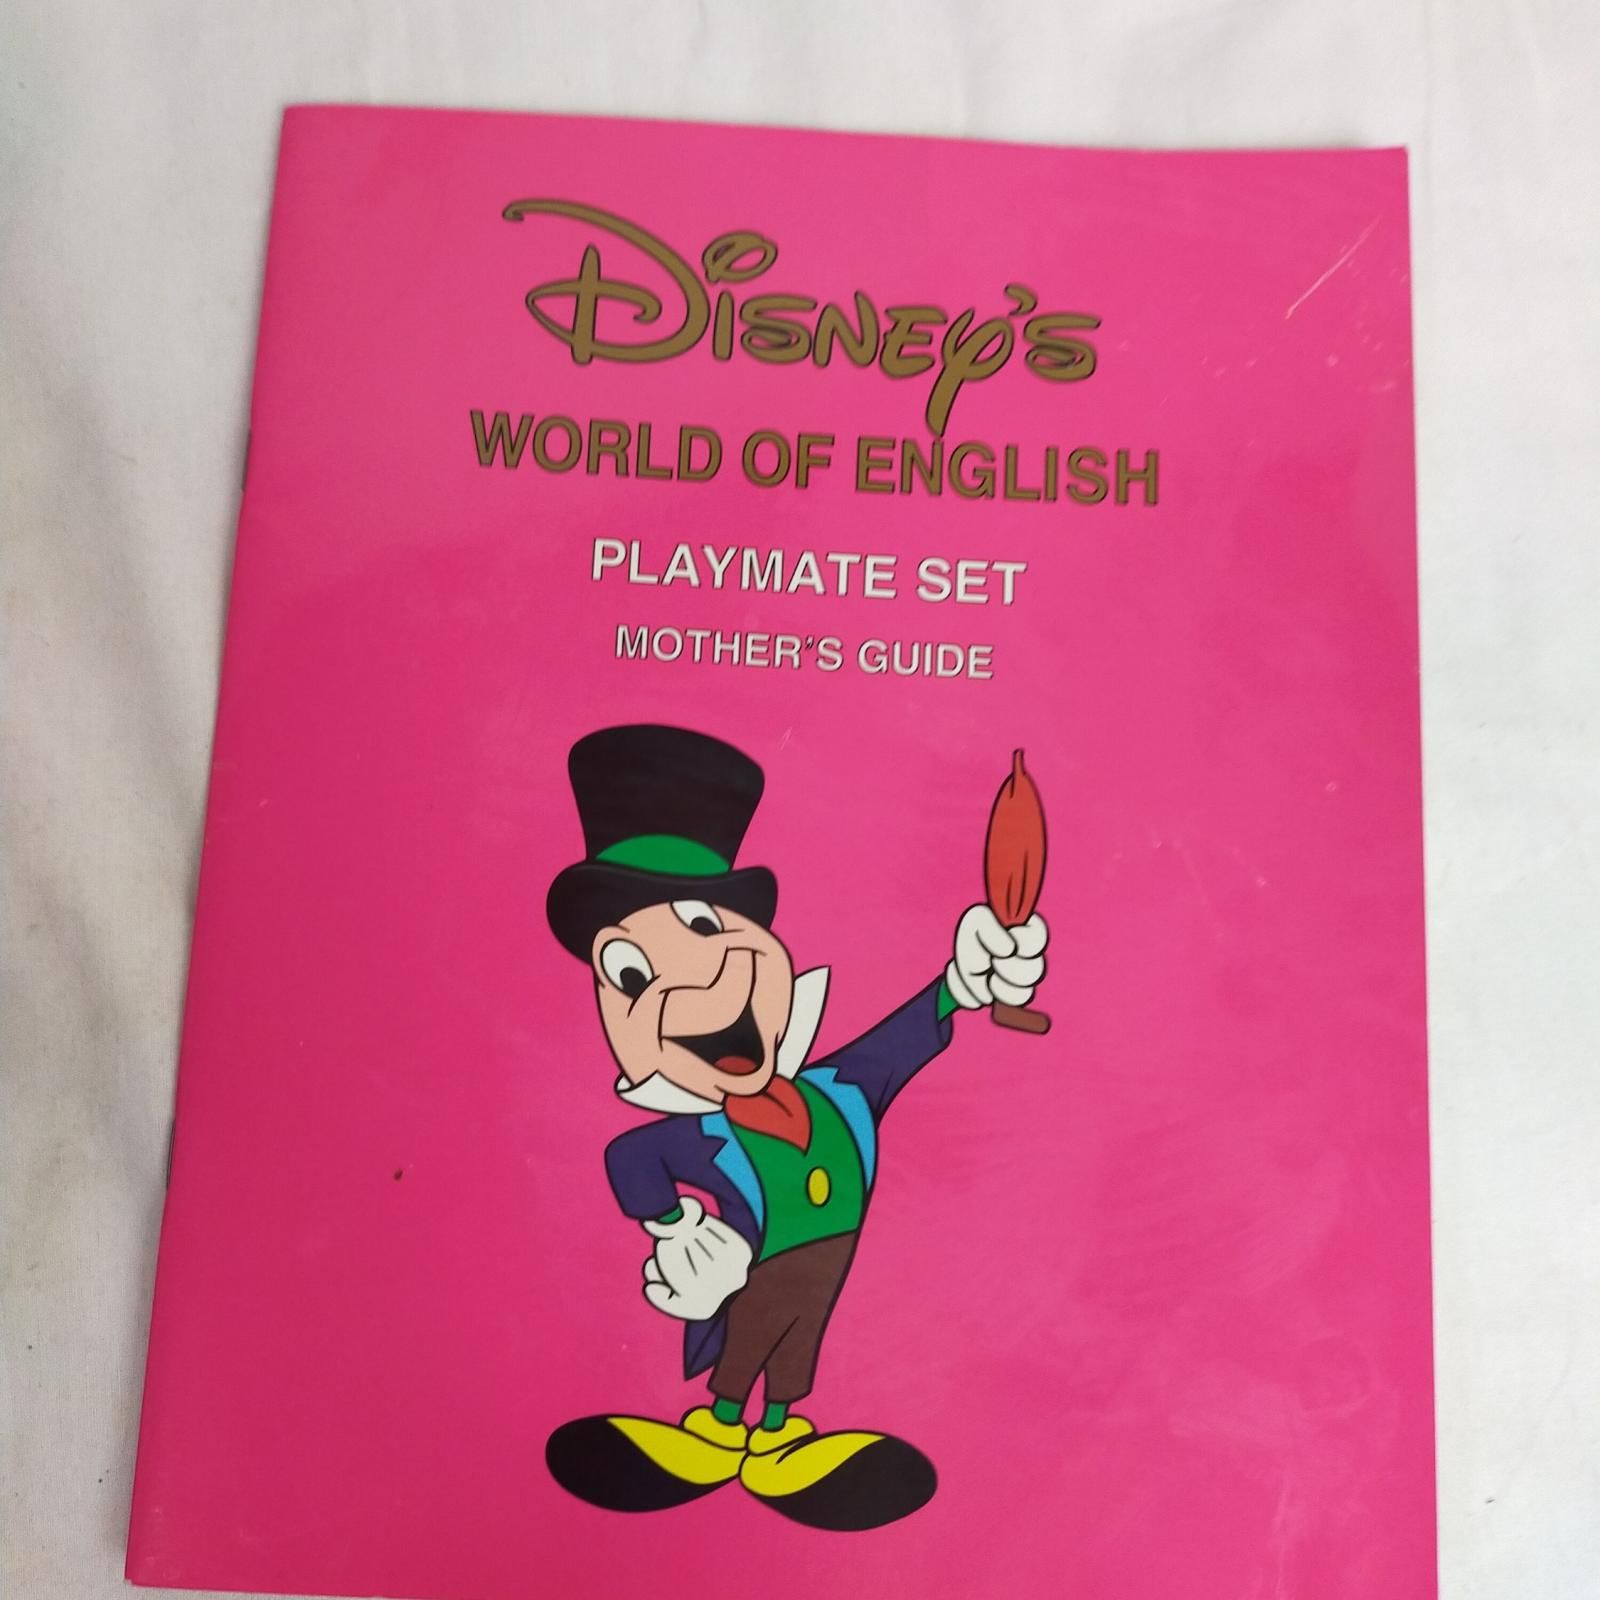 DISNEY'S
WORLD OF ENGLISH
PLAYMATE SET
MOTHER'S GUIDE